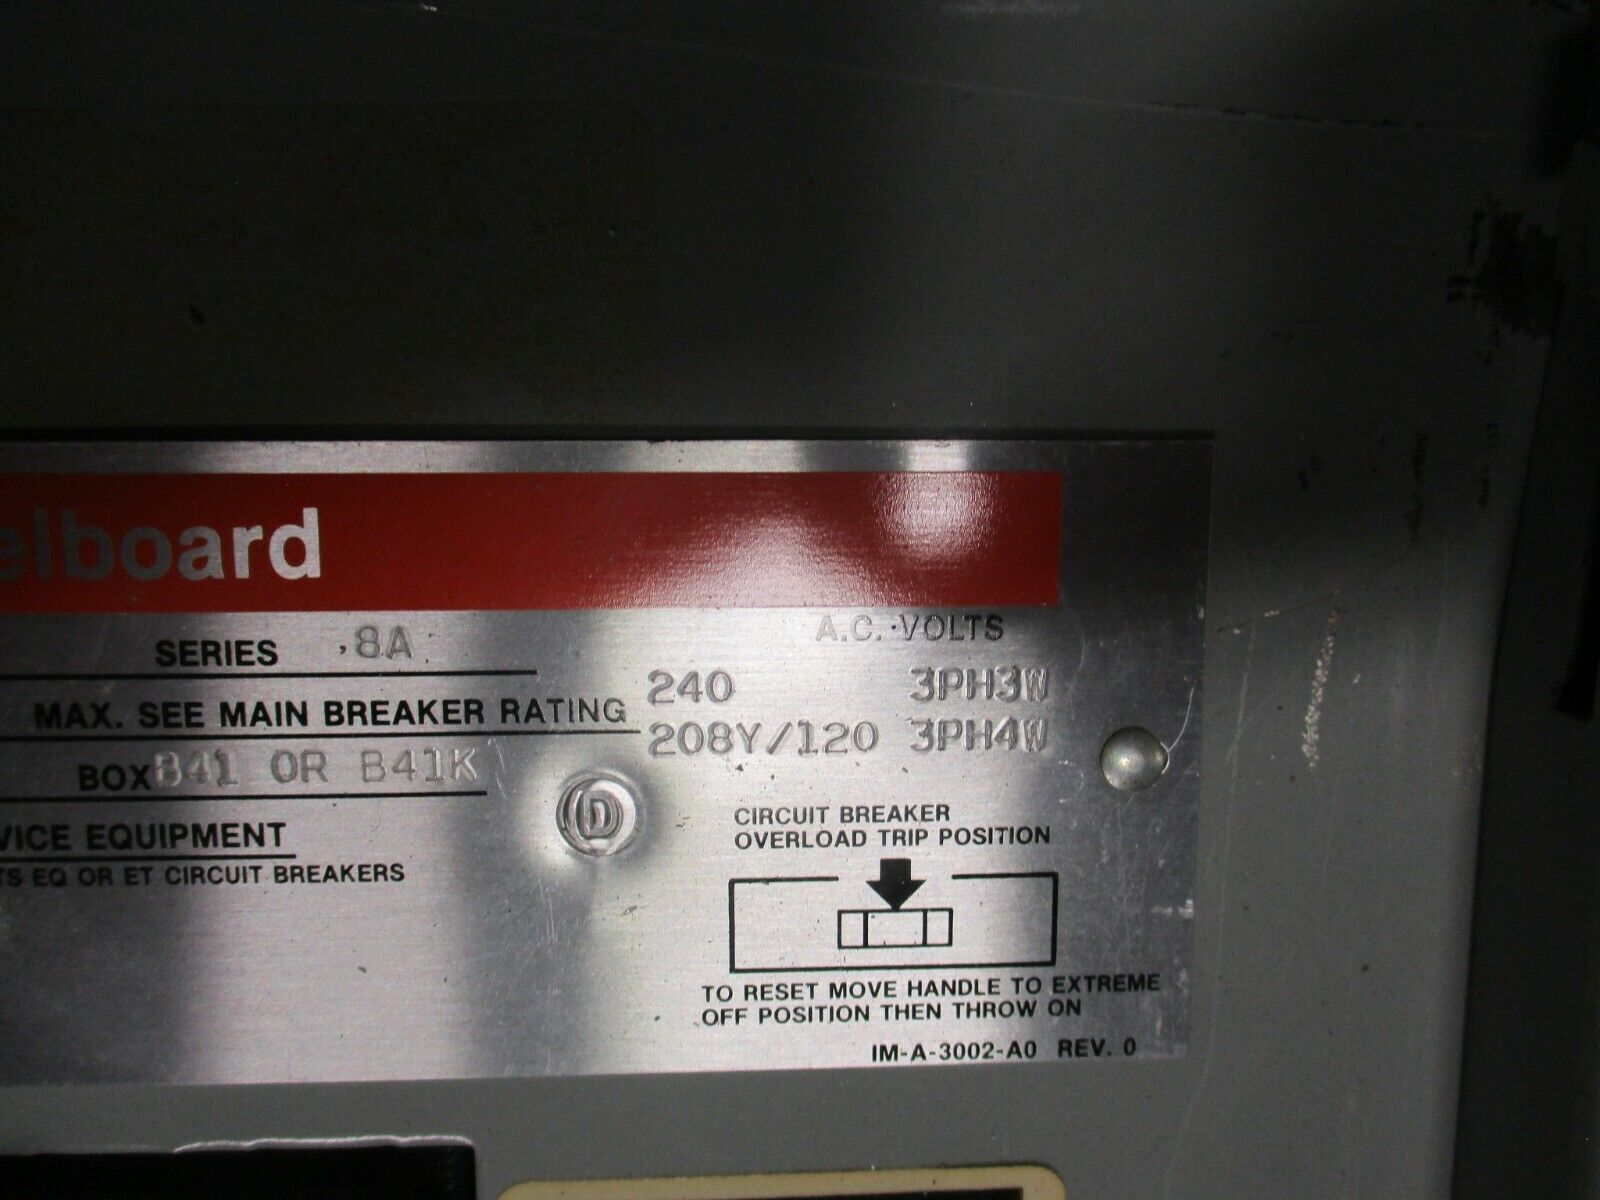 elboard
SERIES 8A
A.C. VOLTS
MAX. SEE MAIN BREAKER RATING
240 3PH3W
208Y/120 3PH4W
BOX B41 OR B41K
D
VICE EQUIPMENT
TS EQ OR ET CIRCUIT BREAKERS
CIRCUIT BREAKER
OVERLOAD TRIP POSITION
TO RESET MOVE HANDLE TO EXTREME
OFF POSITION THEN THROW ON
IM-A-3002-A0 REV. 0